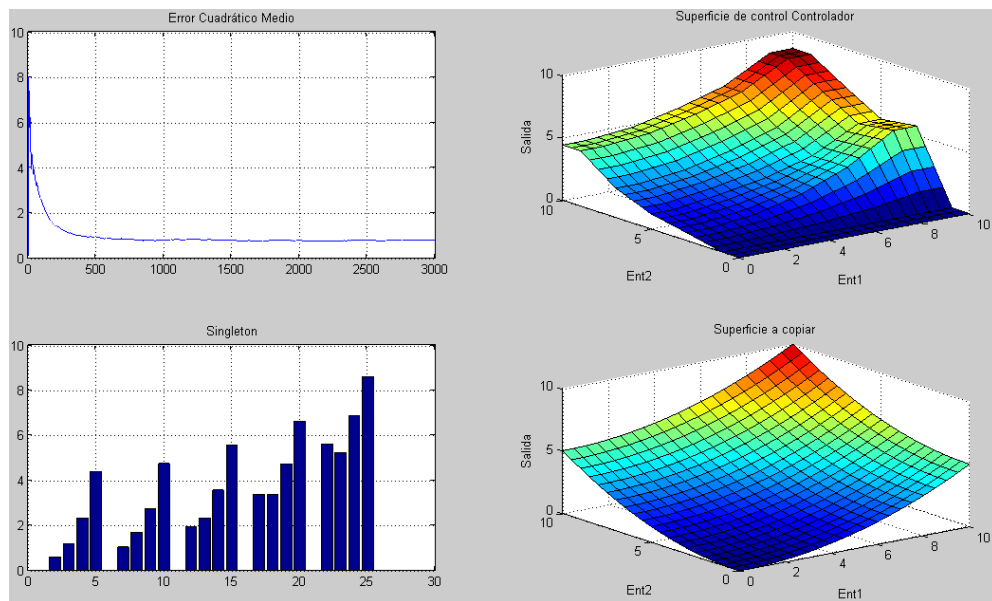 Error Cuadrático Medio
10
8
6
4
2
0
0 500 1000 1500 2000 2500 3000
Superficie de control Controlador
Salida
10
5
0
10
5
0
Ent2
0 2 4 6 8 10
Ent1
Singleton
10
8
6
4
2
0
0 5 10 15 20 25 30
Superficie a copiar
Salida
10
5
0
10
5
0
Ent2
0 2 4 6 8 10
Ent1